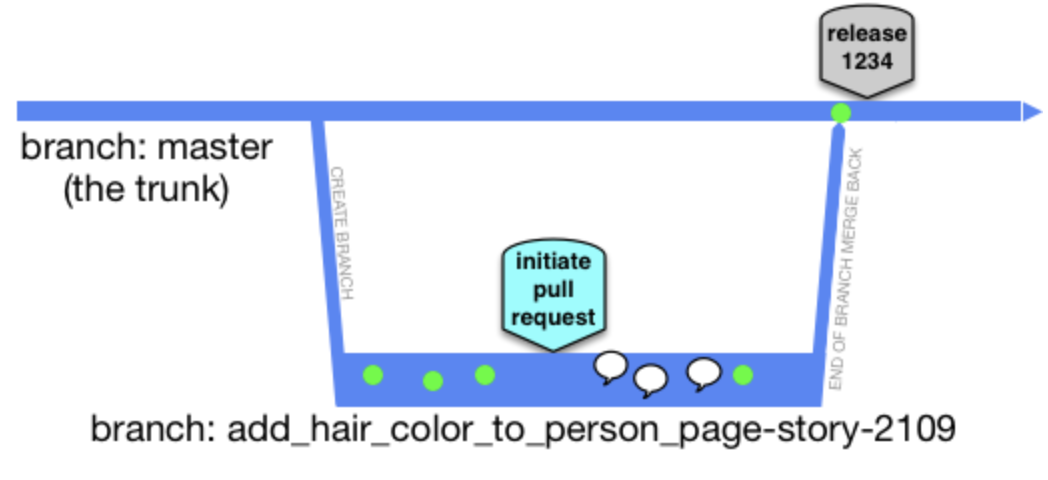 release
1234
branch: master
(the trunk)
CREATE BRANCH
initiate
pull
request
END OF BRANCH MERGE BACK
branch: add_hair_color_to_person_page-story-2109